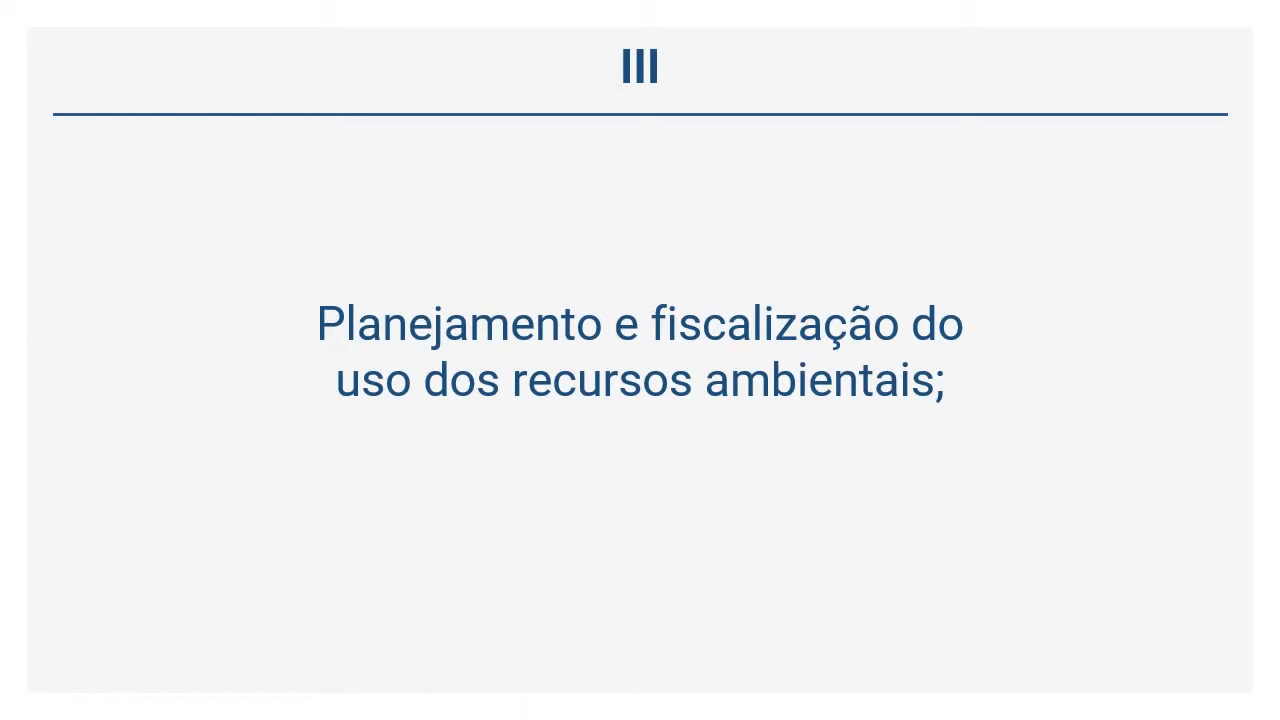 III
Planejamento e fiscalização do
uso dos recursos ambientais;